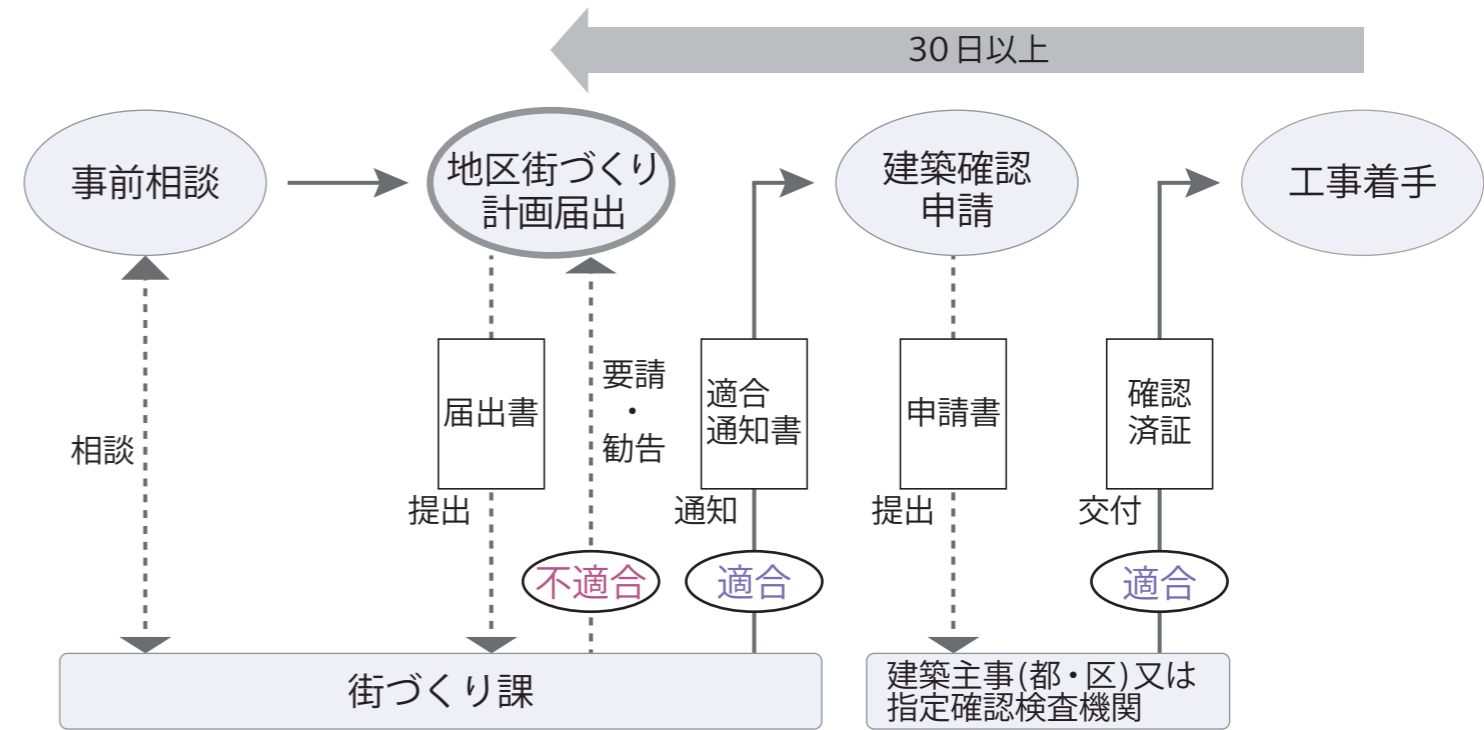 30日以上
事前相談
地区街づくり
計画届出
建築確認
申請
工事着手
相談
届出書
提出
要請
・
勧告
適合
通知書
通知
申請書
提出
確認
済証
交付
不適合
適合
適合
街づくり課
建築主事(都・区)又は
指定確認検査機関